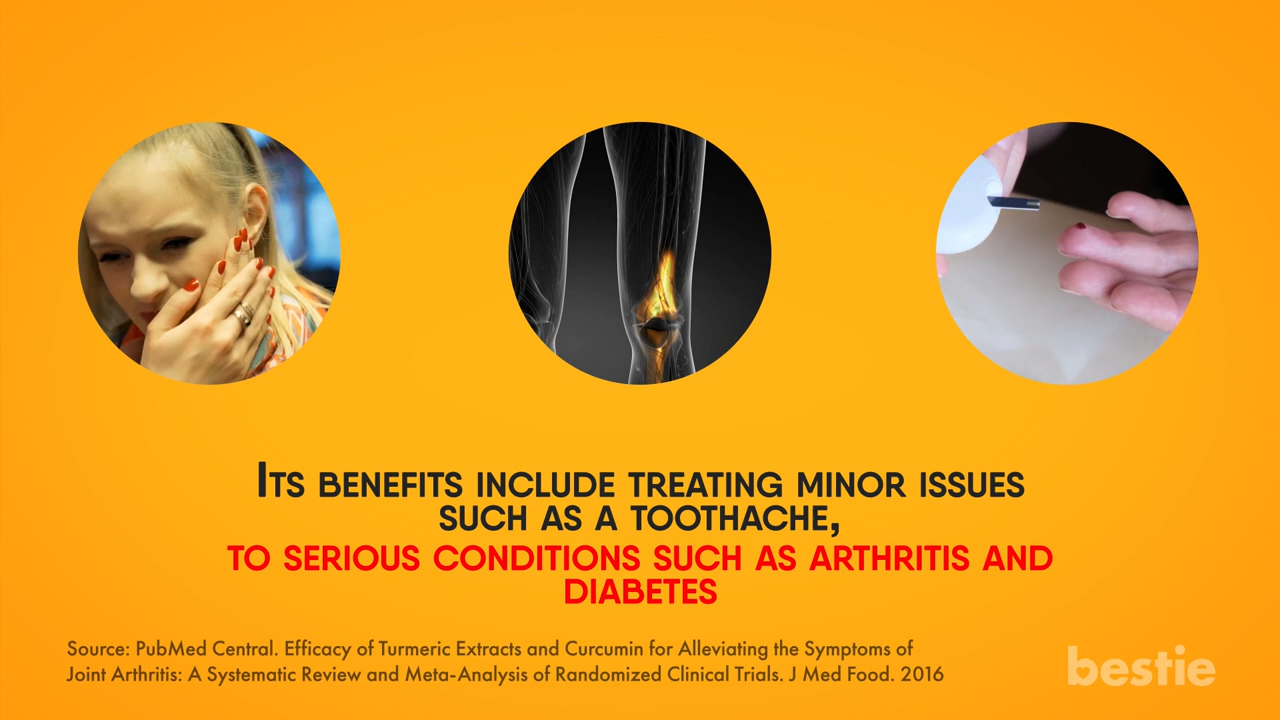 Its benefits include treating minor issues
such as a toothache,
to serious conditions such as arthritis and
diabetes
Source: PubMed Central. Efficacy of Turmeric Extracts and Curcumin for Alleviating the Symptoms of
Joint Arthritis: A Systematic Review and Meta-Analysis of Randomized Clinical Trials. J Med Food. 2016
bestie